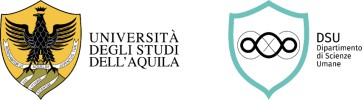 UNIVERSITÀ
DEGLI STUDI
DELL'AQUILA
DSU
Dipartimento
di Scienze
Umane